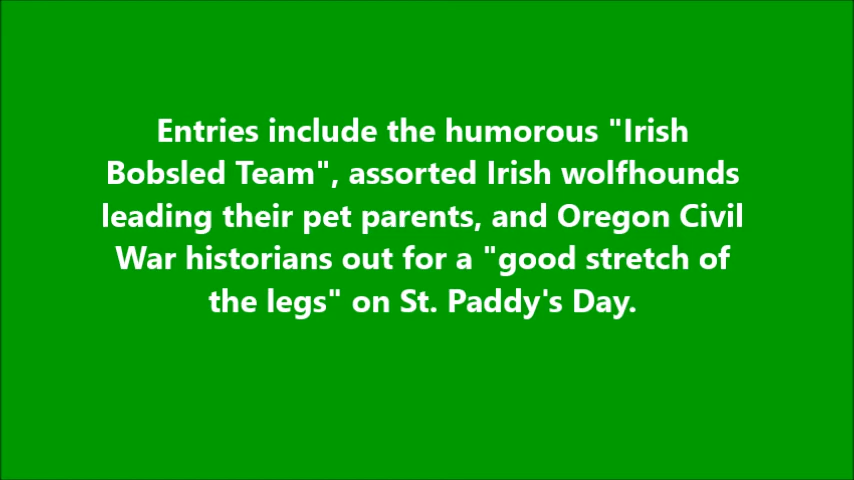 Entries include the humorous "Irish
Bobsled Team", assorted Irish wolfhounds
leading their pet parents, and Oregon Civil
War historians out for a "good stretch of
the legs" on St. Paddy's Day.